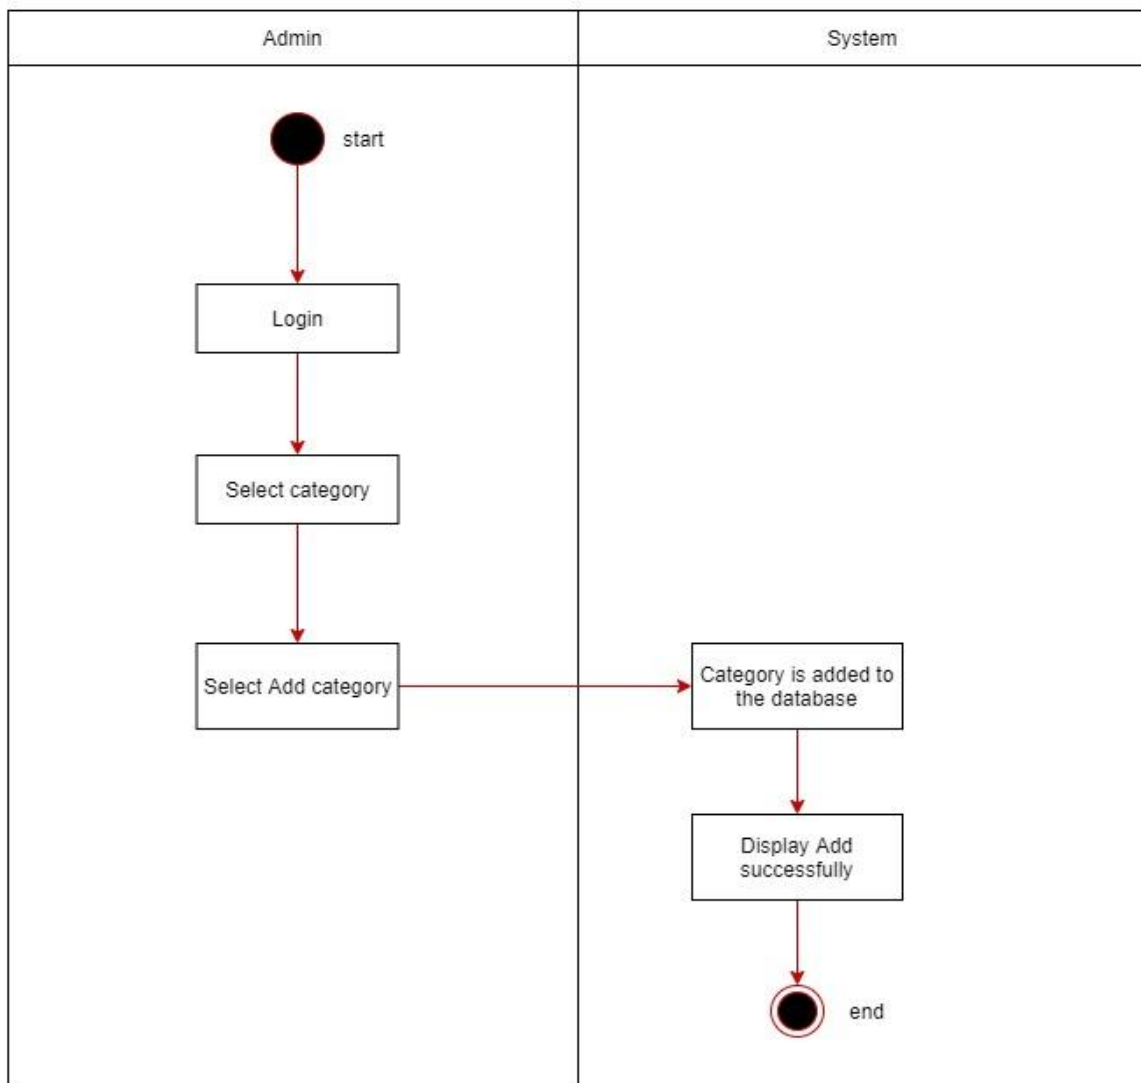 Admin
System
start
Login
Select category
Select Add category
Category is added to
the database
Display Add
successfully
end